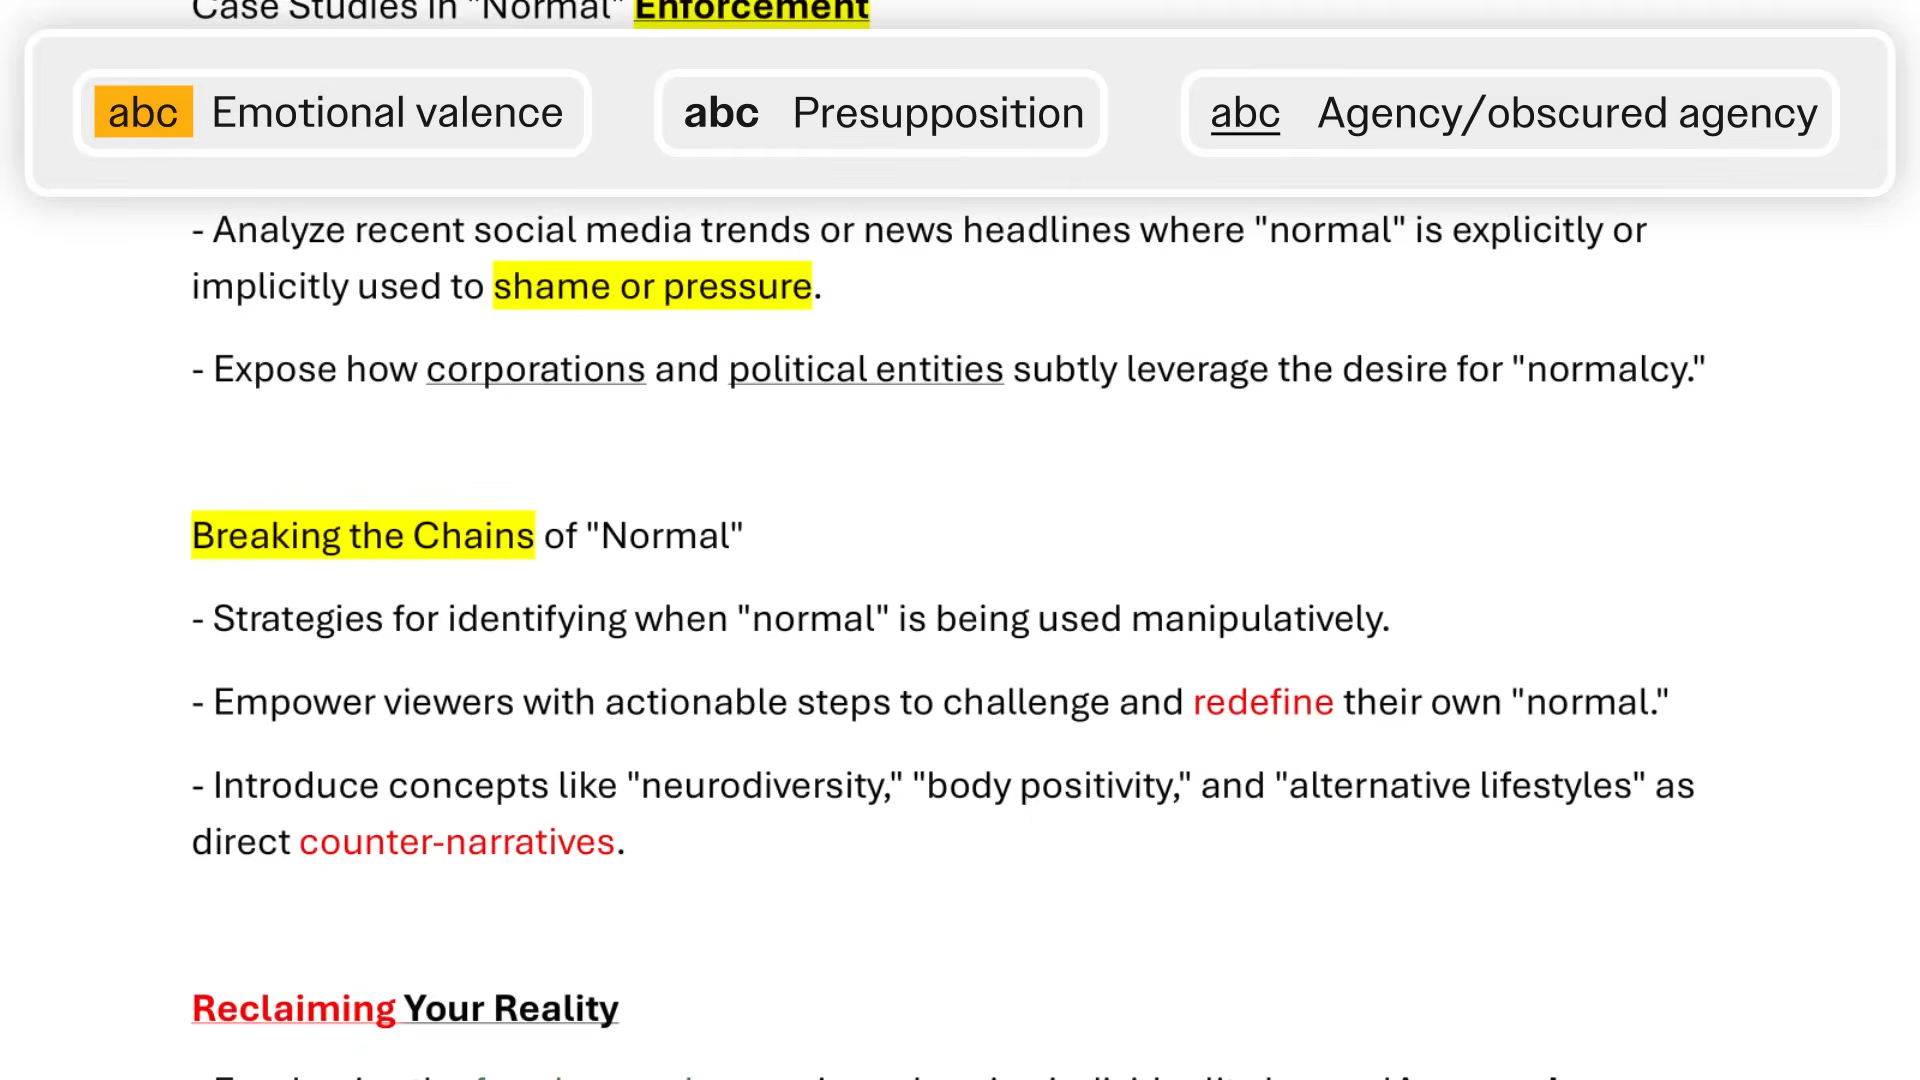 Case Studies in "Normal" Enforcement
abc Emotional valence abc Presupposition abc Agency/obscured agency
- Analyze recent social media trends or news headlines where "normal" is explicitly or
implicitly used to shame or pressure.
- Expose how corporations and political entities subtly leverage the desire for "normalcy."
Breaking the Chains of "Normal"
- Strategies for identifying when "normal" is being used manipulatively.
- Empower viewers with actionable steps to challenge and redefine their own "normal."
- Introduce concepts like "neurodiversity," "body positivity," and "alternative lifestyles" as
direct counter-narratives.
Reclaiming Your Reality